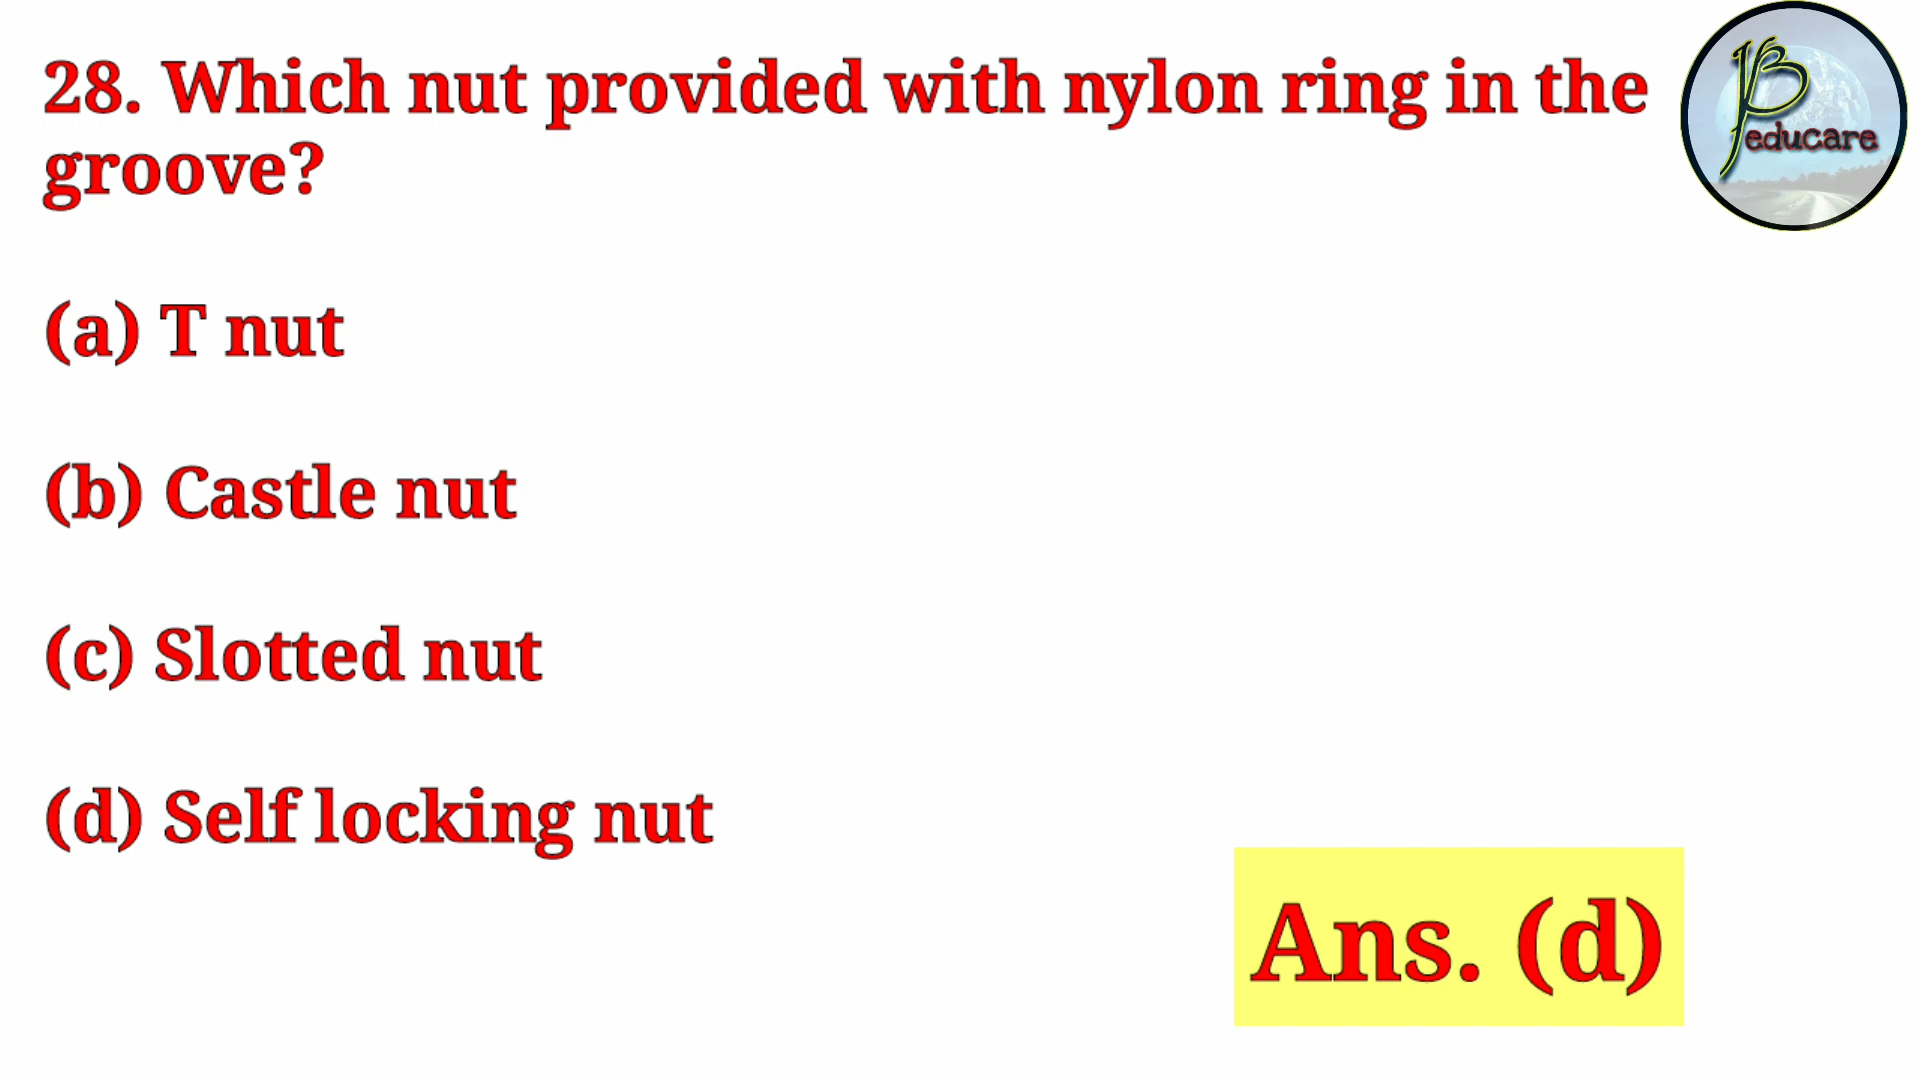 28. Which nut provided with nylon ring in the
groove?
(a) T nut
(b) Castle nut
(c) Slotted nut
(d) Self locking nut
Ans. (d)
educare